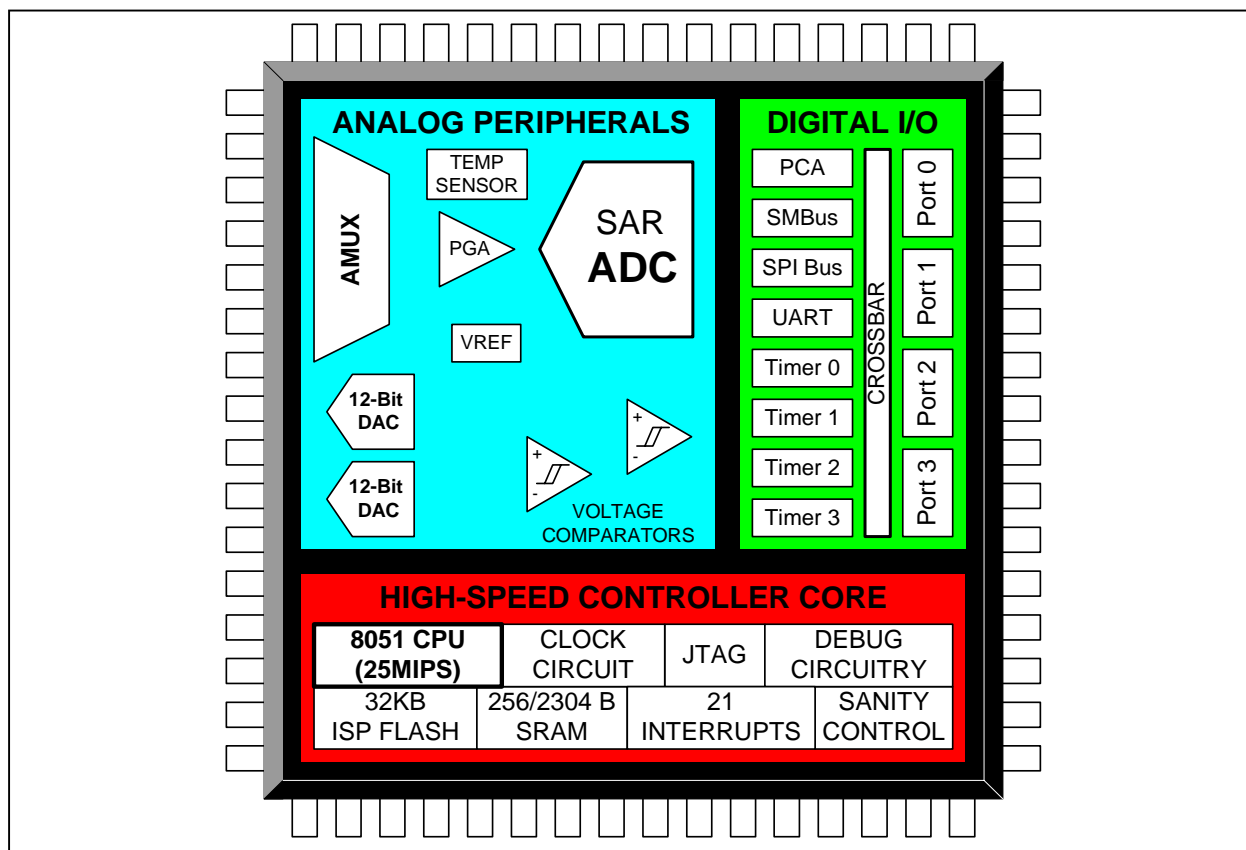 ANALOG PERIPHERALS
AMUX
TEMP
SENSOR
PGA
SAR
ADC
VREF
12-Bit
DAC
12-Bit
DAC
+
-
+
-
VOLTAGE
COMPARATORS
DIGITAL I/O
PCA
SMBus
SPI Bus
UART
Timer 0
Timer 1
Timer 2
Timer 3
CROSSBAR
Port 0
Port 1
Port 2
Port 3
HIGH-SPEED CONTROLLER CORE
8051 CPU
(25MIPS)
CLOCK
CIRCUIT
JTAG
DEBUG
CIRCUITRY
32KB
ISP FLASH
256/2304 B
SRAM
21
INTERRUPTS
SANITY
CONTROL